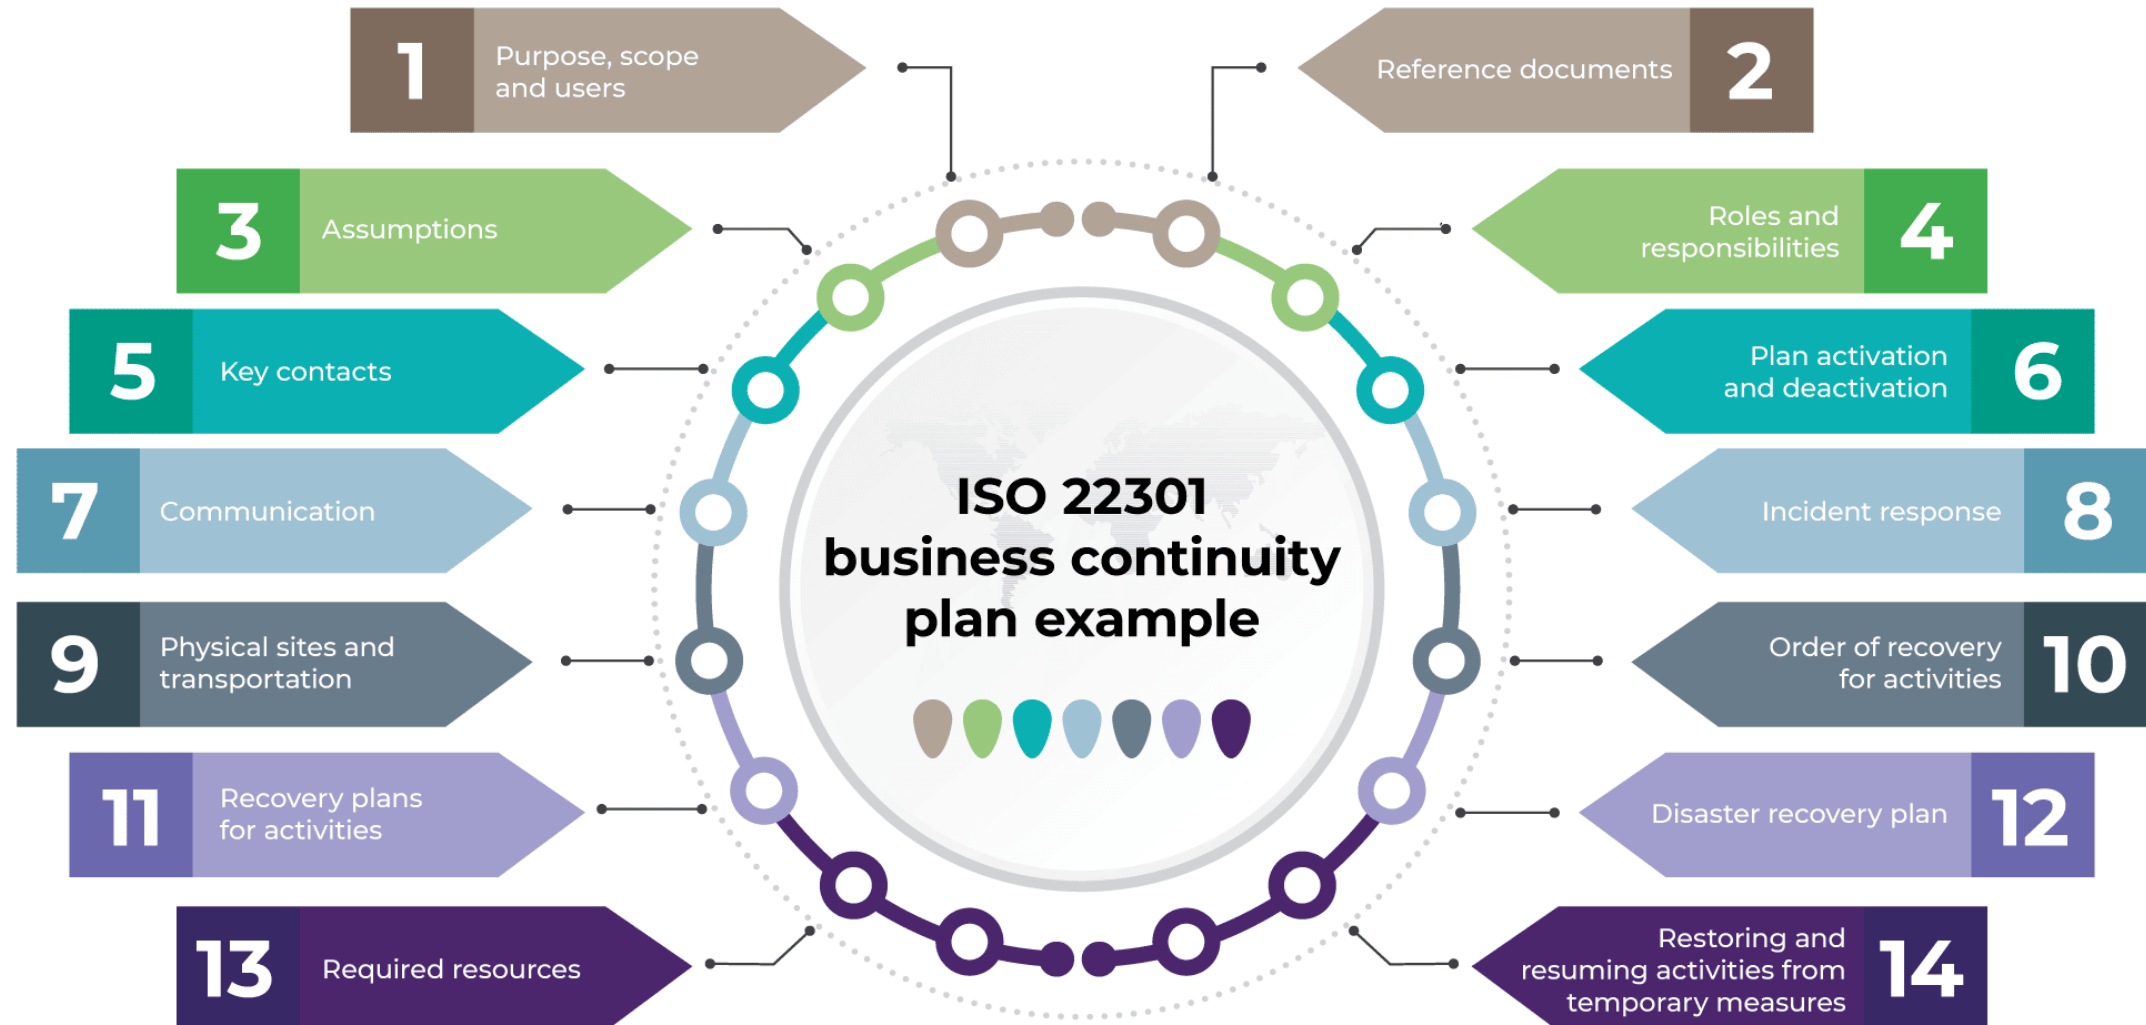 1
Purpose, scope
and users
2
Reference documents
3
Assumptions
4
Roles and
responsibilities
5
Key contacts
6
Plan activation
and deactivation
7
Communication
8
Incident response
9
Physical sites and
transportation
10
Order of recovery
for activities
11
Recovery plans
for activities
12
Disaster recovery plan
13
Required resources
14
Restoring and
resuming activities from
temporary measures
ISO 22301
business continuity
plan example